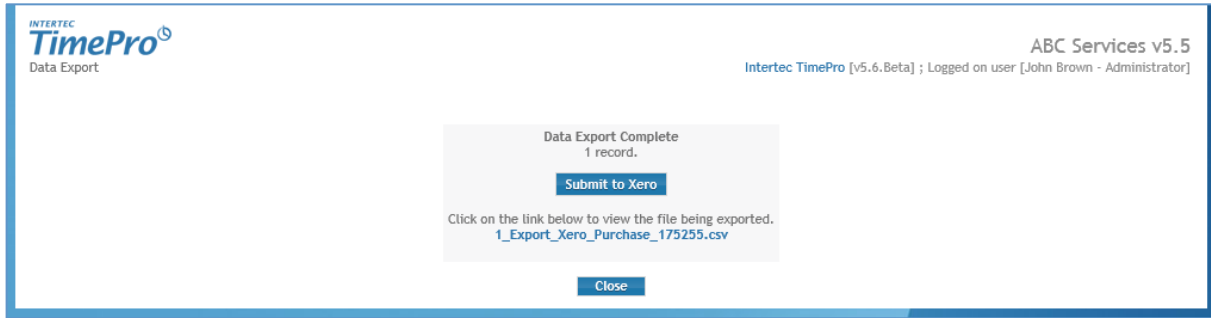 INTERTEC
TimePro
Data Export
ABC Services v5.5
Intertec TimePro [v5.6.Beta] ; Logged on user [John Brown - Administrator]
Data Export Complete
1 record.
Submit to Xero
Click on the link below to view the file being exported.
1_Export_Xero_Purchase_175255.csv
Close